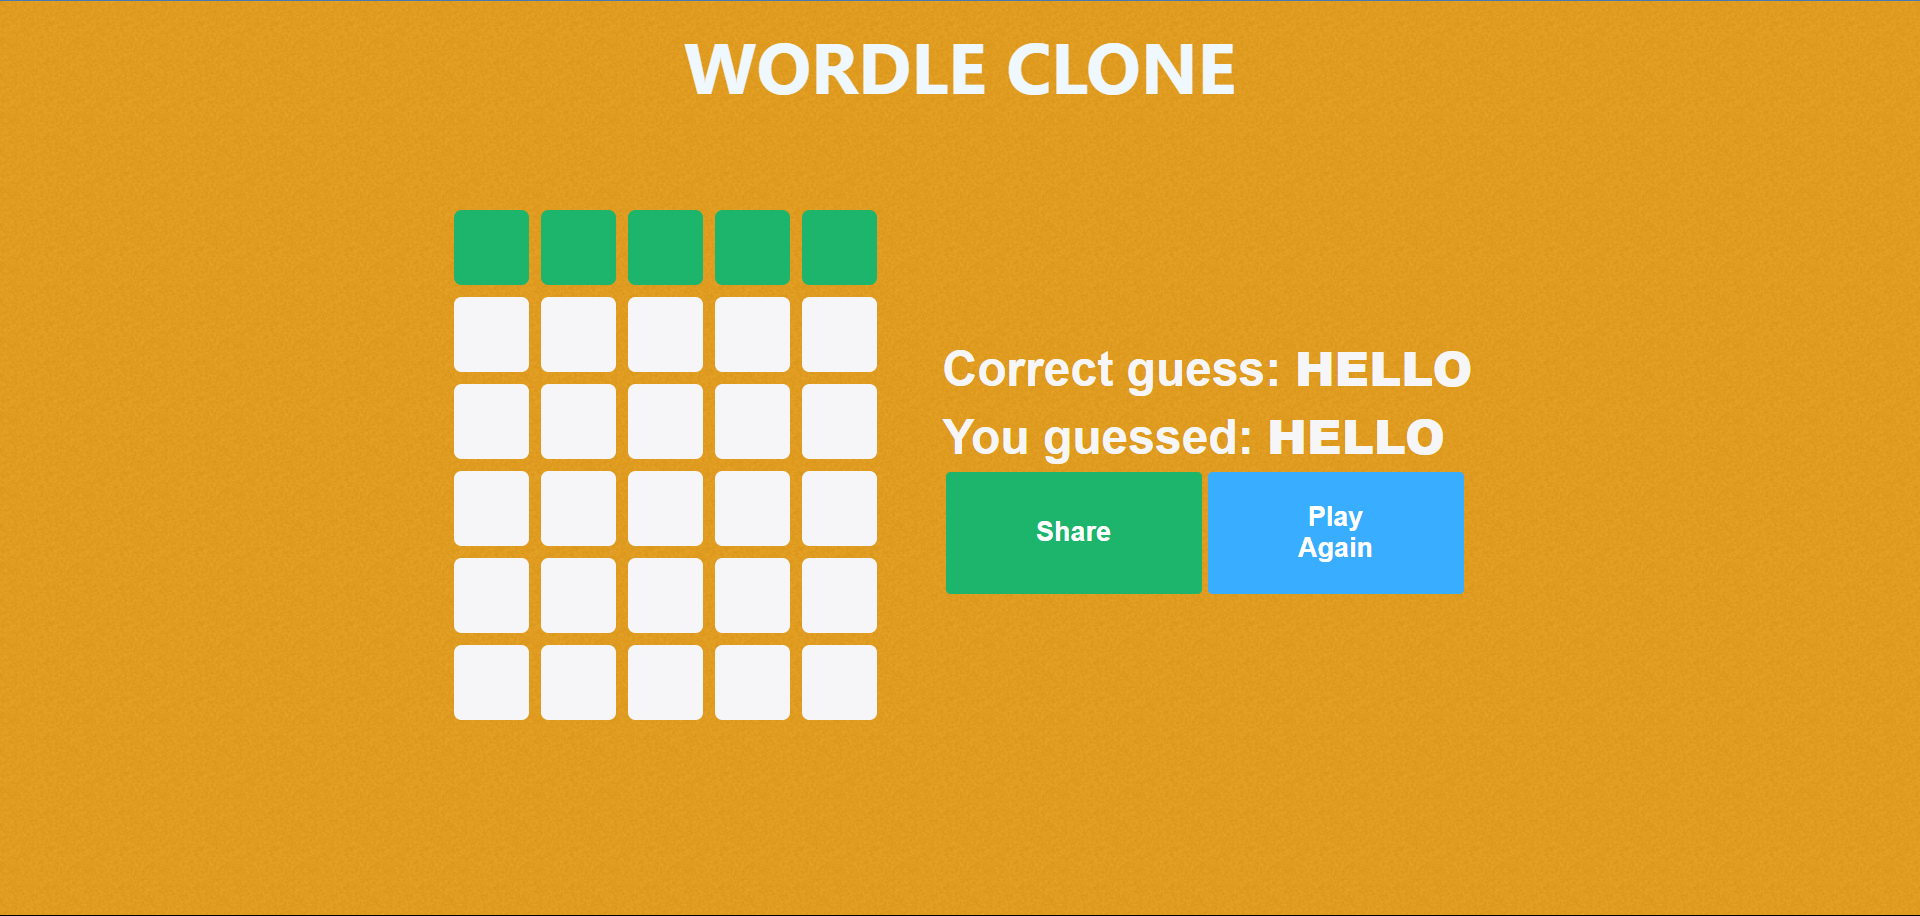 WORDLE CLONE
Correct guess: HELLO
You guessed: HELLO
Share
Play
Again